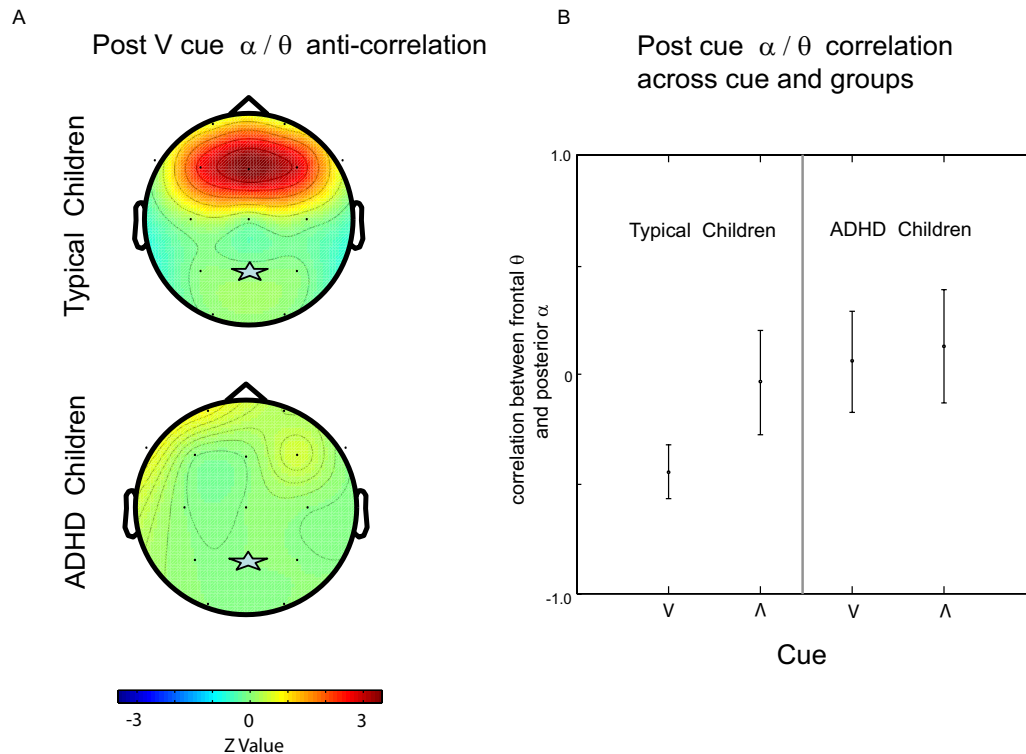 A
Post V cue α / θ anti-correlation
Typical Children
ADHD Children
-3 0 3
Z Value
B
Post cue α / θ correlation
across cue and groups
correlation between frontal θ
and posterior α
1.0
0
-1.0
Typical Children
ADHD Children
V Λ V Λ
Cue